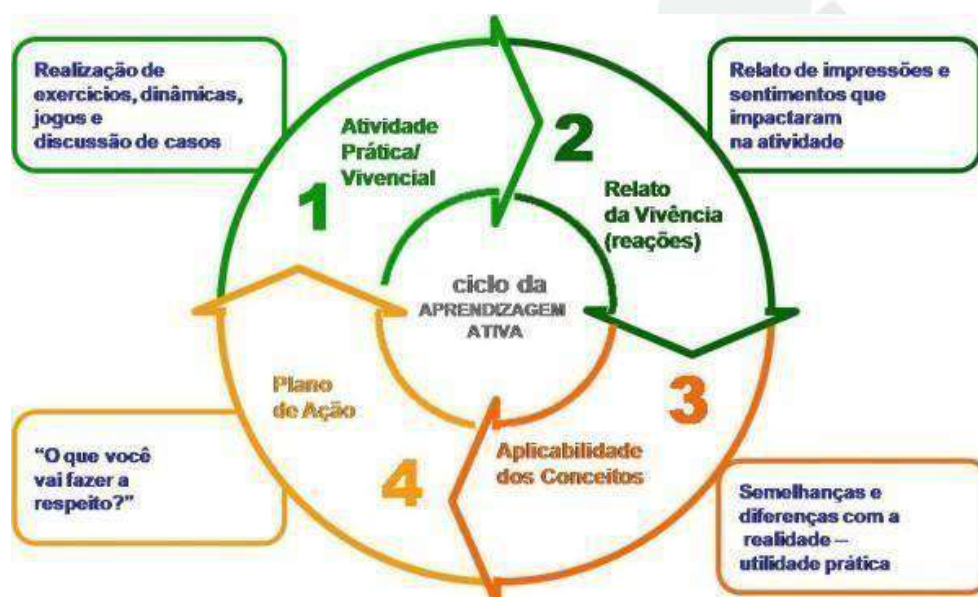 Realização de
exercicios, dinâmicas,
jogos e
discussão de casos
1
Atividade
Prática/
Vivencial
2
Relato
da Vivência
(reações)
Relato de impressões e
sentimentos que
impactaram
na atividade
ciclo da
APRENDIZAGEM
ATIVA
3
Aplicabilidade
dos Conceitos
Semelhanças e
diferenças com a
realidade –
utilidade prática
4
Plano
de Ação
“O que você
vai fazer a
respeito?”